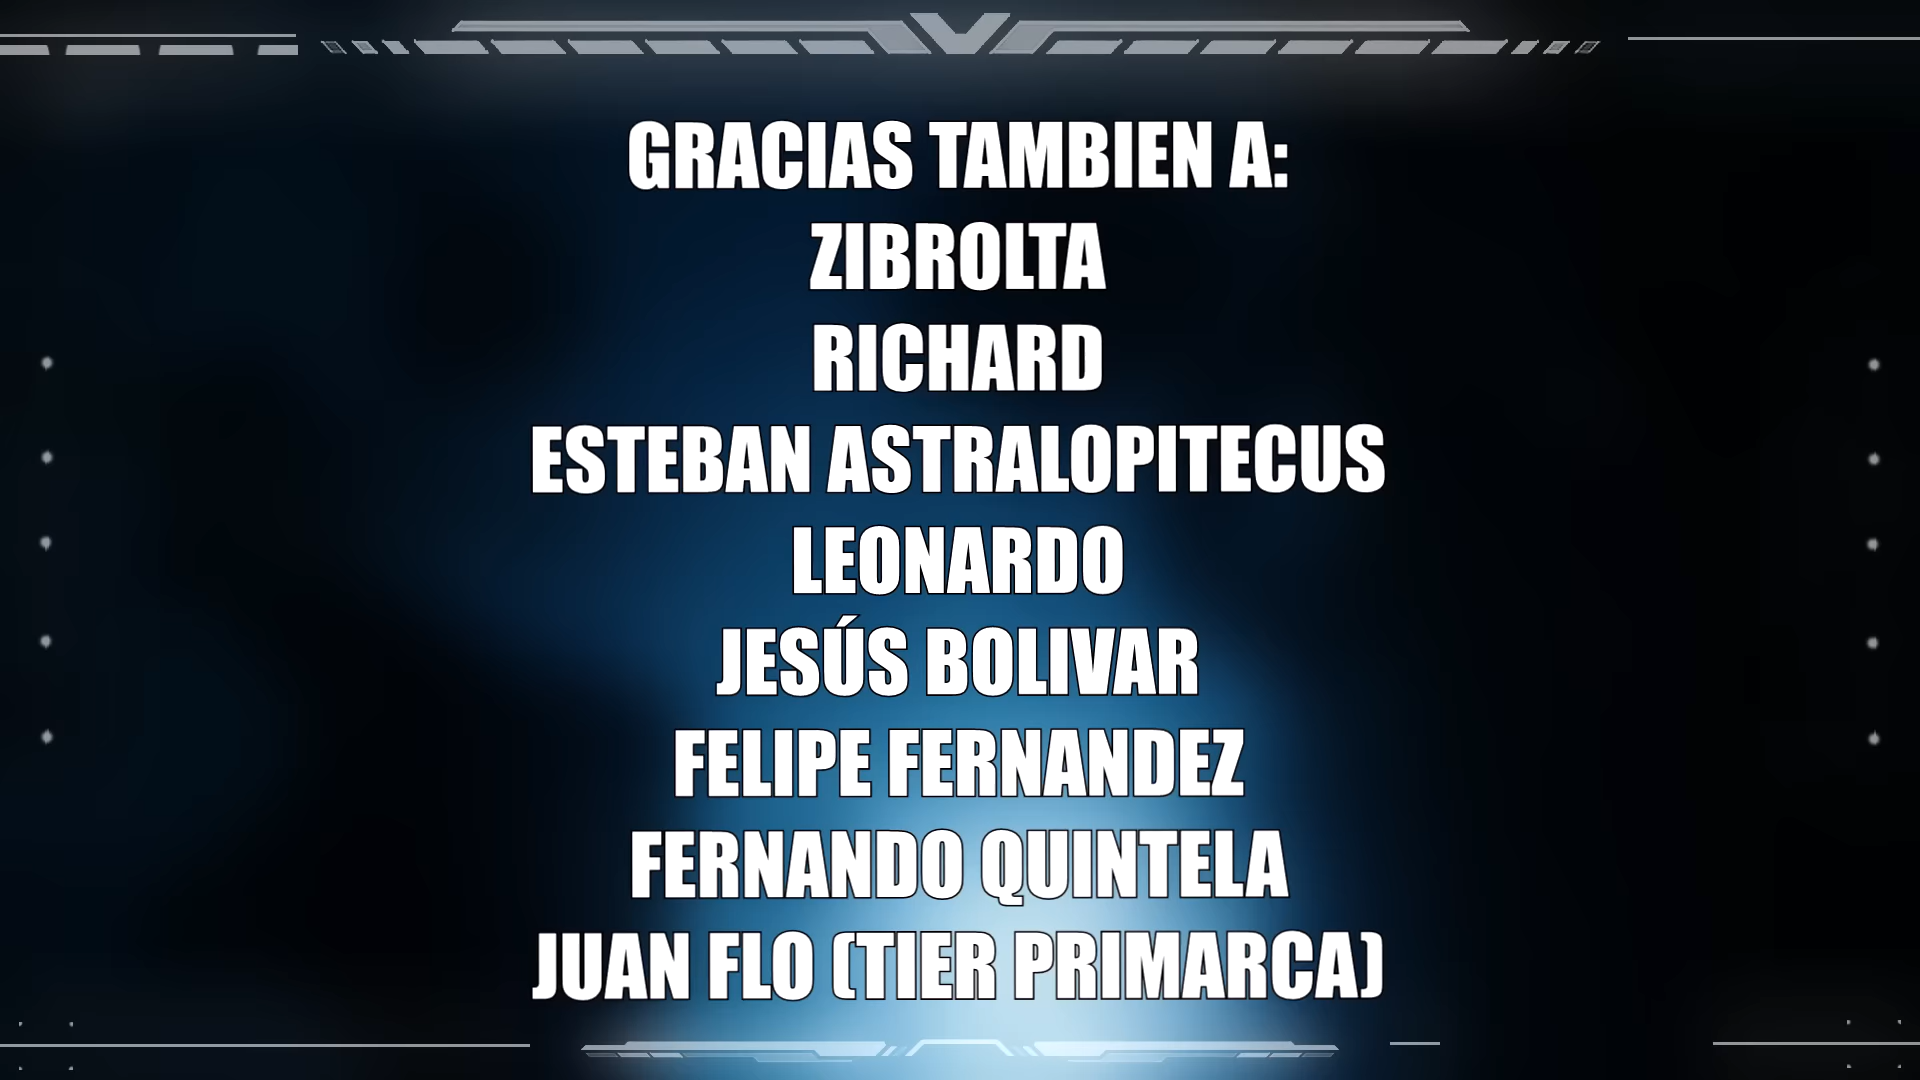 GRACIAS TAMBIEN A:
ZIBROLTA
RICHARD
ESTEBAN ASTRALOPITECUS
LEONARDO
JESÚS BOLIVAR
FELIPE FERNANDEZ
FERNANDO QUINTELA
JUAN FLO (TIER PRIMARCA)